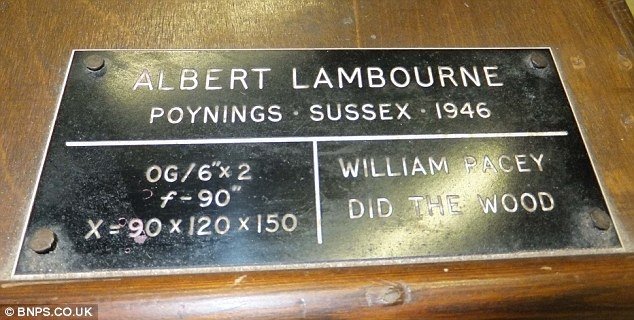 ALBERT LAMBOURNE
POYNINGS · SUSSEX · 1946
OG/6"x 2
f-90"
X = 90 x 120 x 150
WILLIAM PACEY
DID THE WOOD
© BNPS.CO.UK